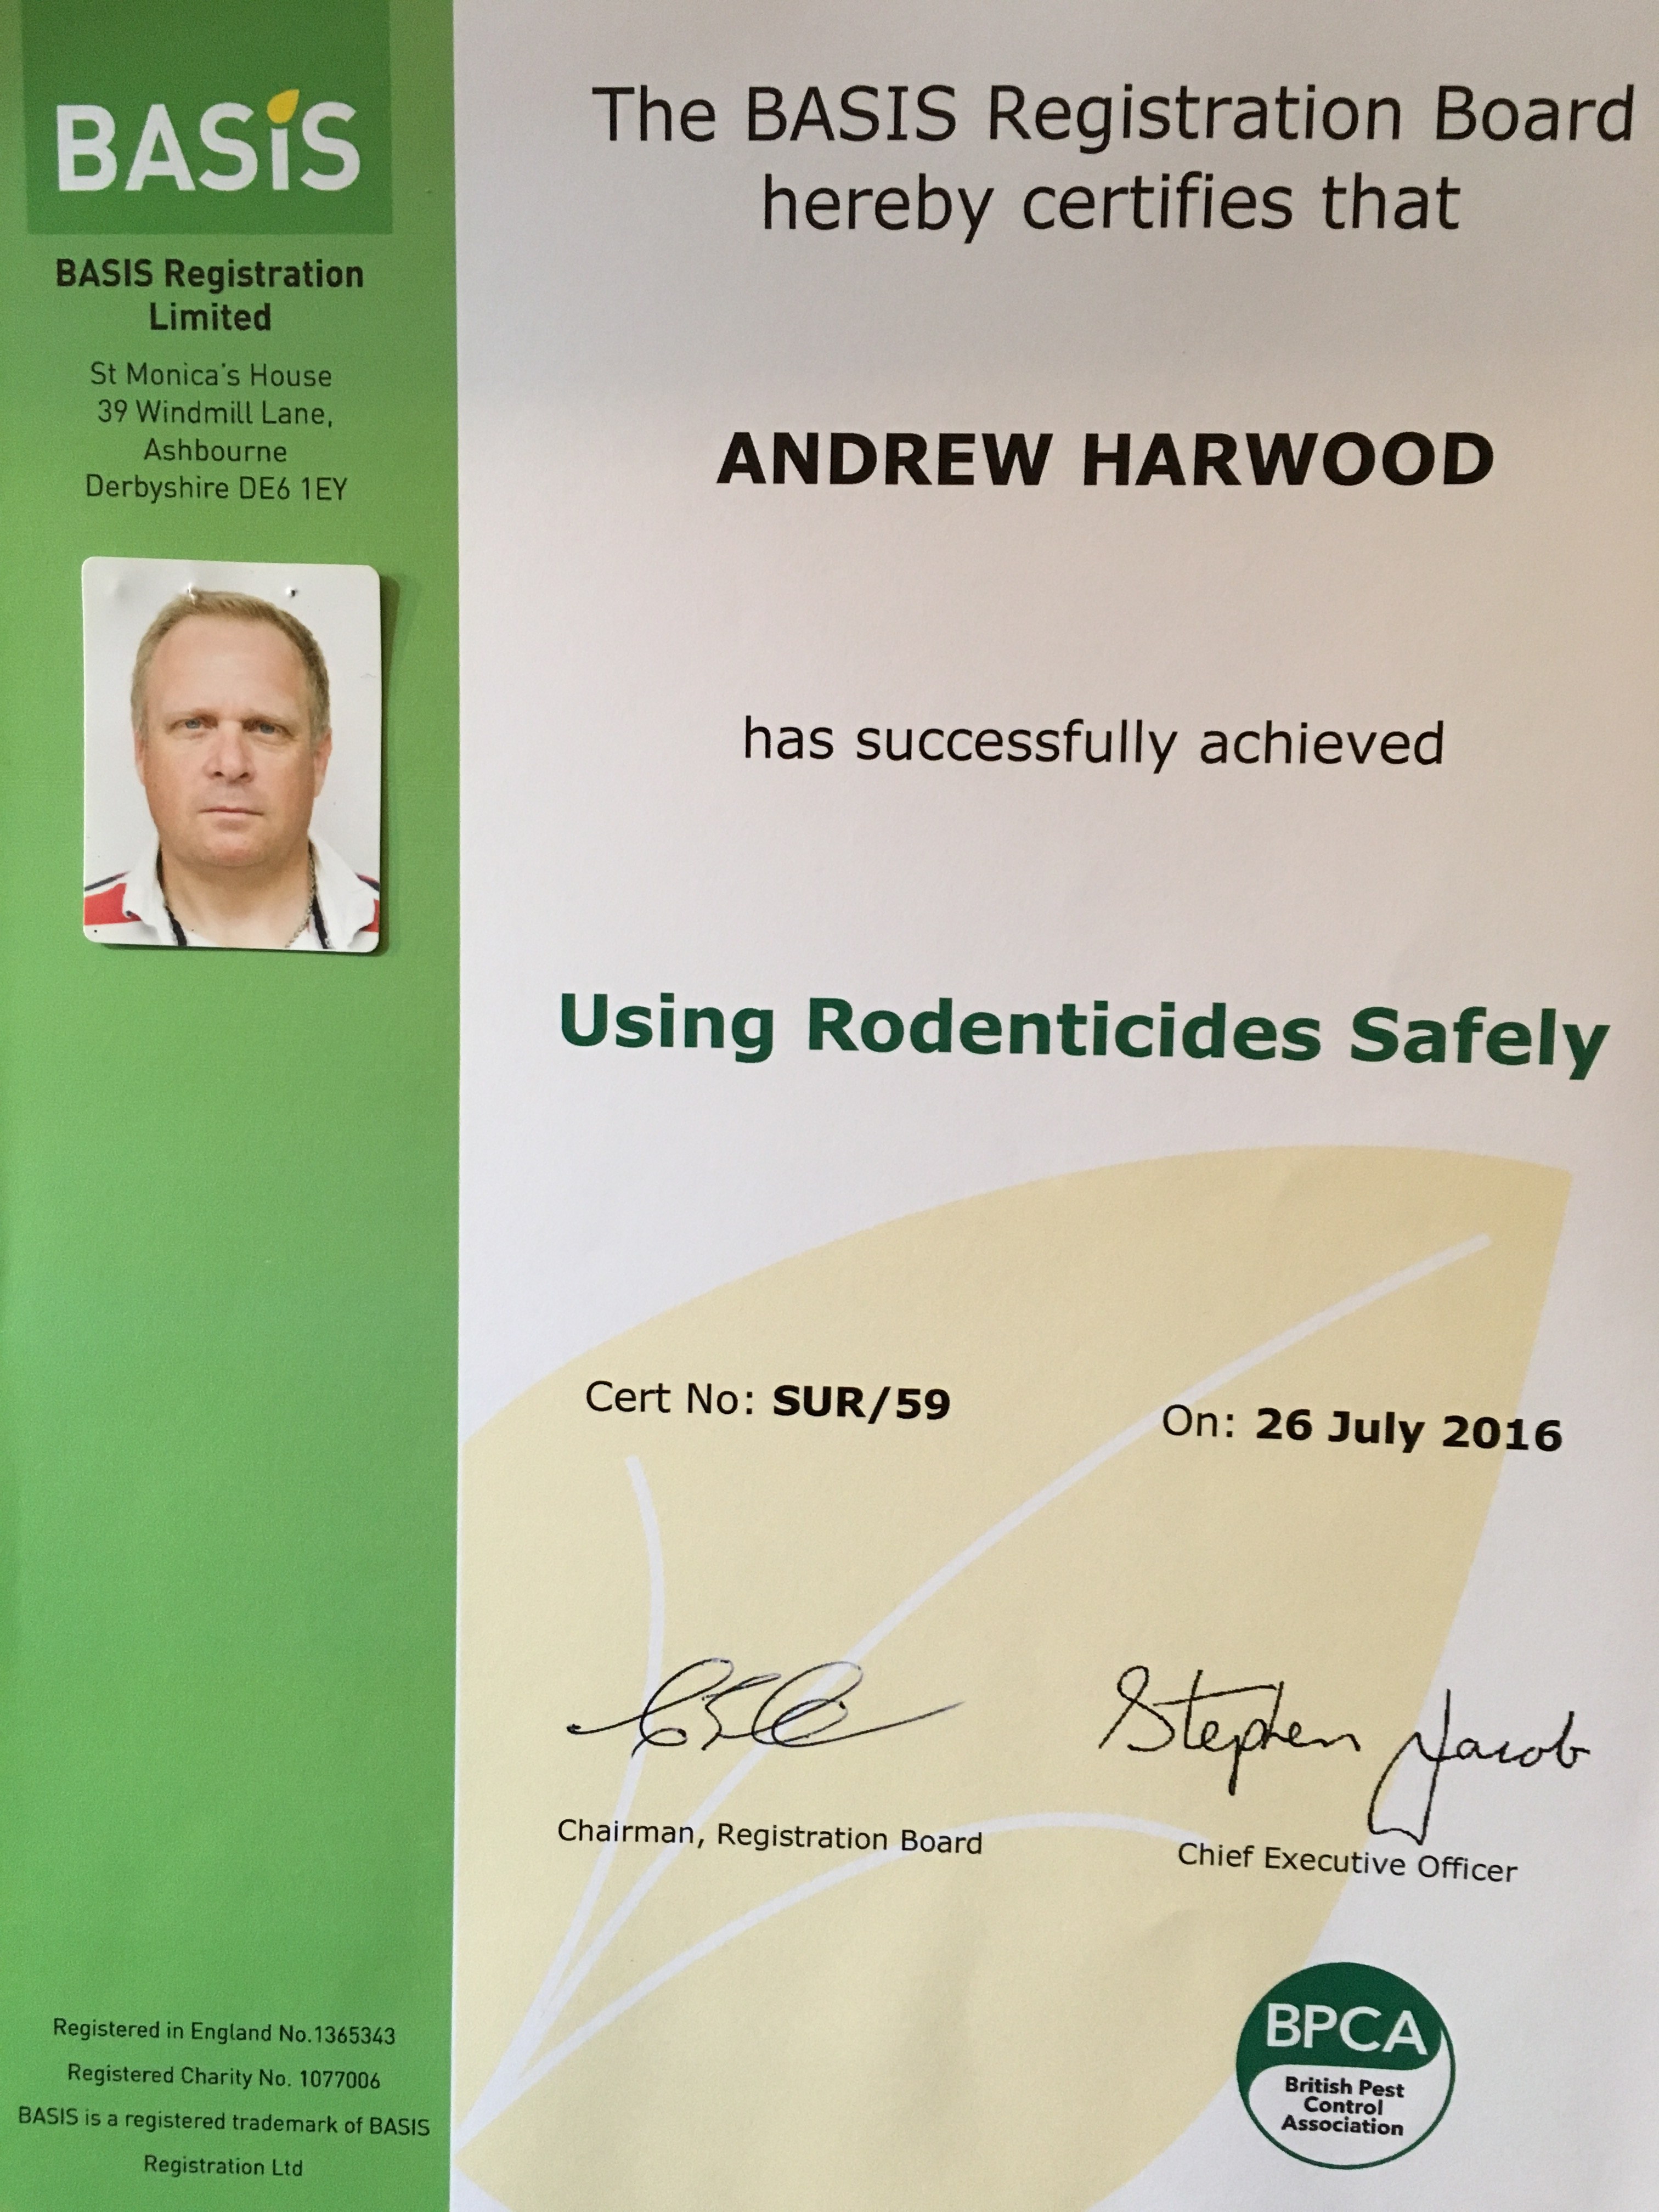 BASiS
BASIS Registration
Limited
St Monica's House
39 Windmill Lane,
Ashbourne
Derbyshire DE6 1EY
The BASIS Registration Board
hereby certifies that
ANDREW HARWOOD
has successfully achieved
Using Rodenticides Safely
Cert No: SUR/59
On: 26 July 2016
Stephen Jacob
Chairman, Registration Board
Chief Executive Officer
BPCA
British Pest
Control
Association
Registered in England No.1365343
Registered Charity No. 1077006
BASIS is a registered trademark of BASIS
Registration Ltd